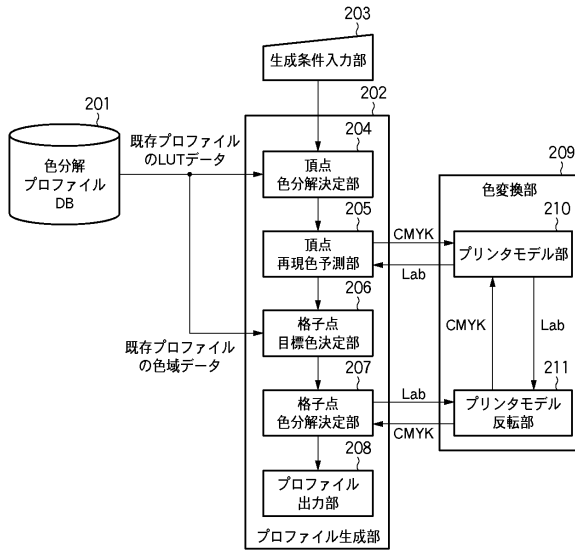 203
生成条件入力部
202
201
色分解
プロファイル
DB
既存プロファイル
のLUTデータ
204
頂点
色分解決定部
209
色変換部
205
頂点
再現色予測部
CMYK
Lab
210
プリンタモデル部
206
格子点
目標色決定部
既存プロファイル
の色域データ
CMYK
Lab
207
格子点
色分解決定部
Lab
CMYK
211
プリンタモデル
反転部
208
プロファイル
出力部
プロファイル生成部